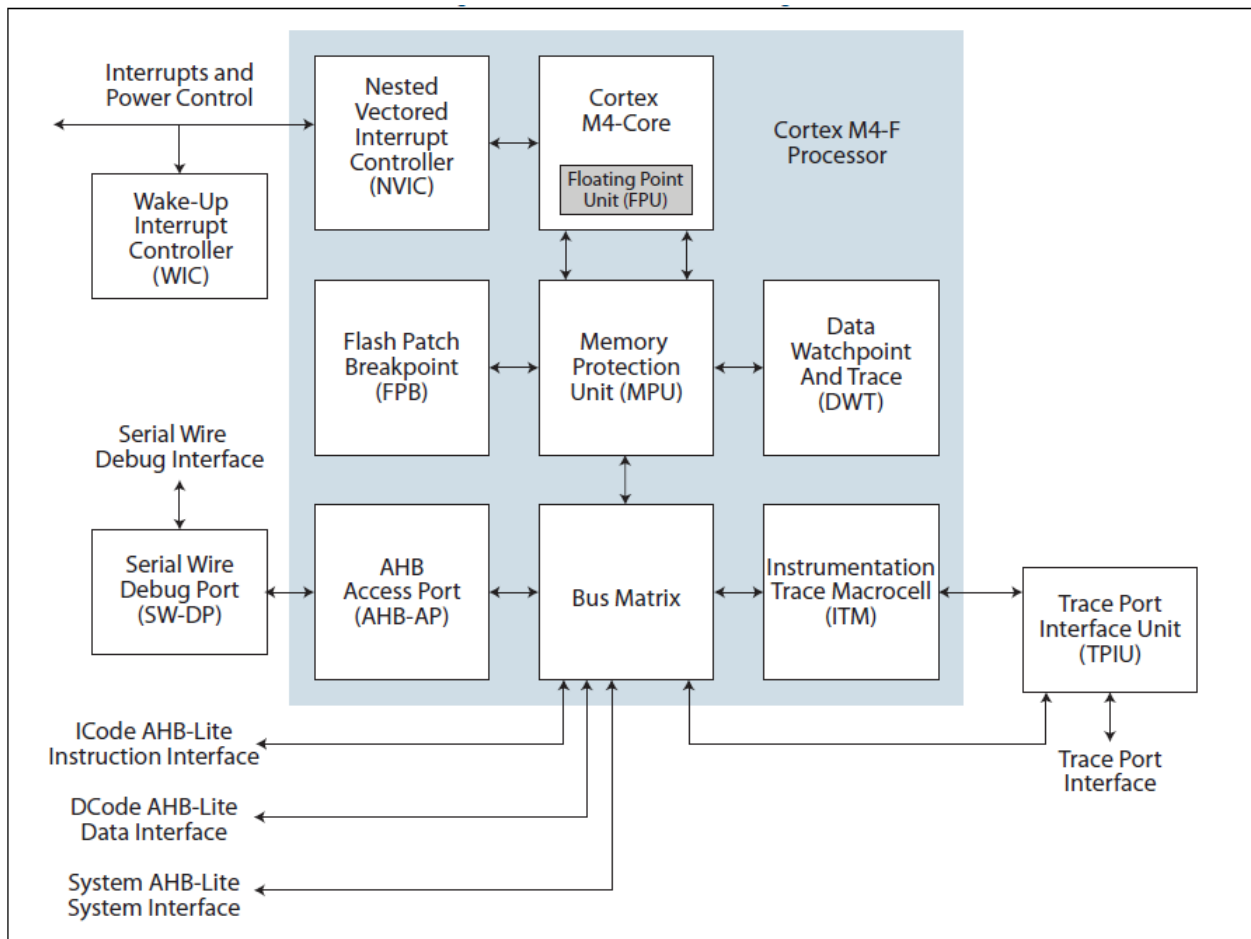 Interrupts and
Power Control
Nested
Vectored
Interrupt
Controller
(NVIC)
Cortex
M4-Core
Floating Point
Unit (FPU)
Cortex M4-F
Processor
Wake-Up
Interrupt
Controller
(WIC)
Flash Patch
Breakpoint
(FPB)
Memory
Protection
Unit (MPU)
Data
Watchpoint
And Trace
(DWT)
Serial Wire
Debug Interface
Serial Wire
Debug Port
(SW-DP)
AHB
Access Port
(AHB-AP)
Bus Matrix
Instrumentation
Trace Macrocell
(ITM)
Trace Port
Interface Unit
(TPIU)
ICode AHB-Lite
Instruction Interface
Trace Port
Interface
DCode AHB-Lite
Data Interface
System AHB-Lite
System Interface